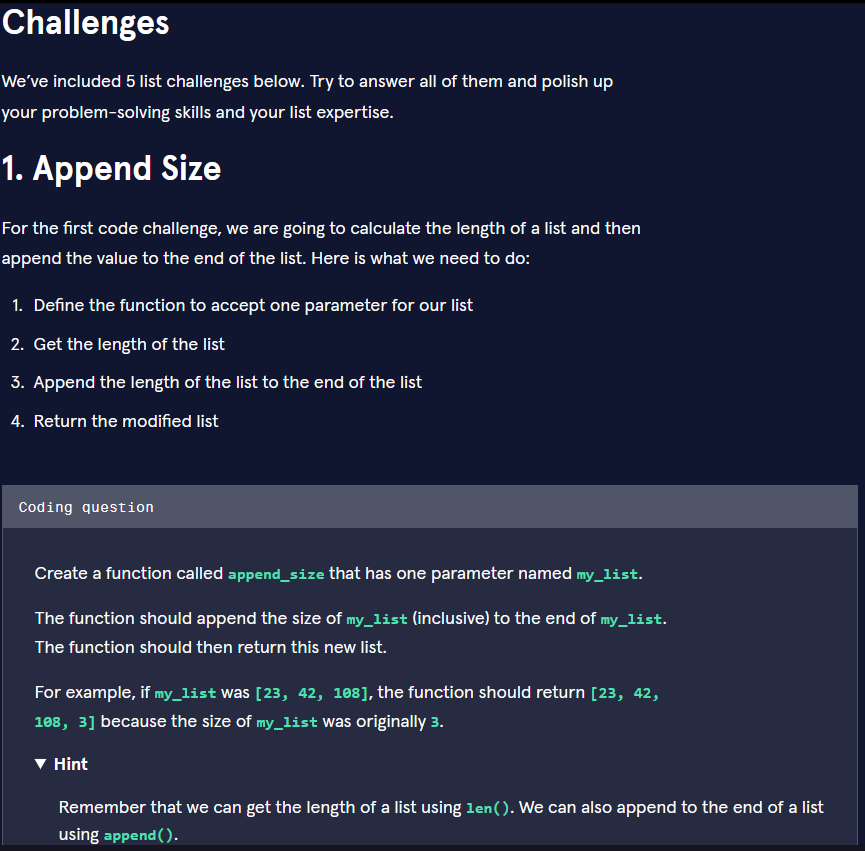 Challenges
We’ve included 5 list challenges below. Try to answer all of them and polish up
your problem-solving skills and your list expertise.
1. Append Size
For the first code challenge, we are going to calculate the length of a list and then
append the value to the end of the list. Here is what we need to do:
1. Define the function to accept one parameter for our list
2. Get the length of the list
3. Append the length of the list to the end of the list
4. Return the modified list
Coding question
Create a function called append_size that has one parameter named my_list.
The function should append the size of my_list (inclusive) to the end of my_list.
The function should then return this new list.
For example, if my_list was [23, 42, 108], the function should return [23, 42,
108, 3] because the size of my_list was originally 3.
▼ Hint
Remember that we can get the length of a list using len(). We can also append to the end of a list
using append().